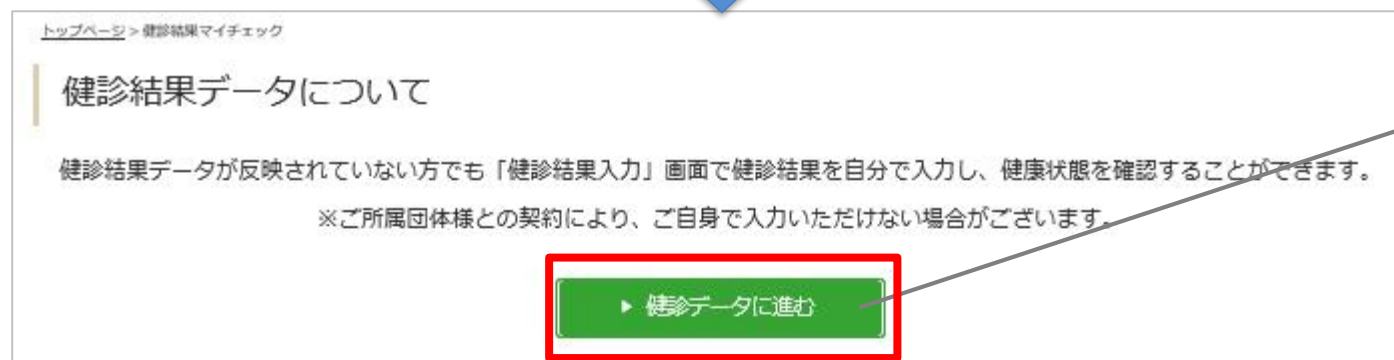 トップページ > 健診結果マイチェック
健診結果データについて
健診結果データが反映されていない方でも「健診結果入力」画面で健診結果を自分で入力し、健康状態を確認することができます。
※ご所属団体様との契約により、ご自身で入力いただけない場合がございます。
健診データに進む